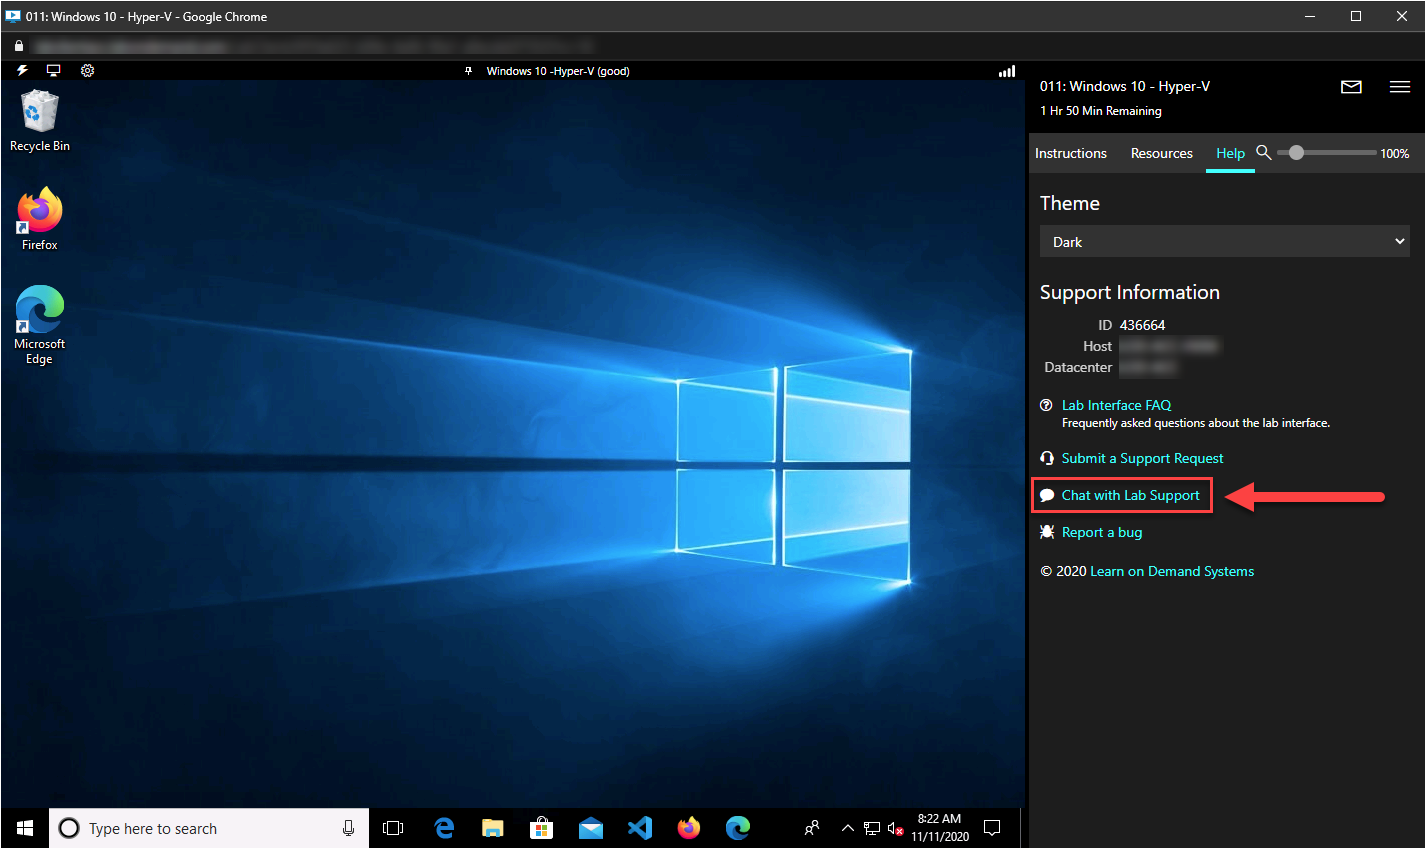 011: Windows 10 - Hyper-V - Google Chrome
Windows 10 -Hyper-V (good)
Recycle Bin
Firefox
Microsoft
Edge
011: Windows 10 - Hyper-V
1 Hr 50 Min Remaining
Instructions Resources Help 100%
Theme
Dark
Support Information
ID 436664
Host
Datacenter
Lab Interface FAQ
Frequently asked questions about the lab interface.
Submit a Support Request
Chat with Lab Support
Report a bug
© 2020 Learn on Demand Systems
Type here to search
8:22 AM
11/11/2020